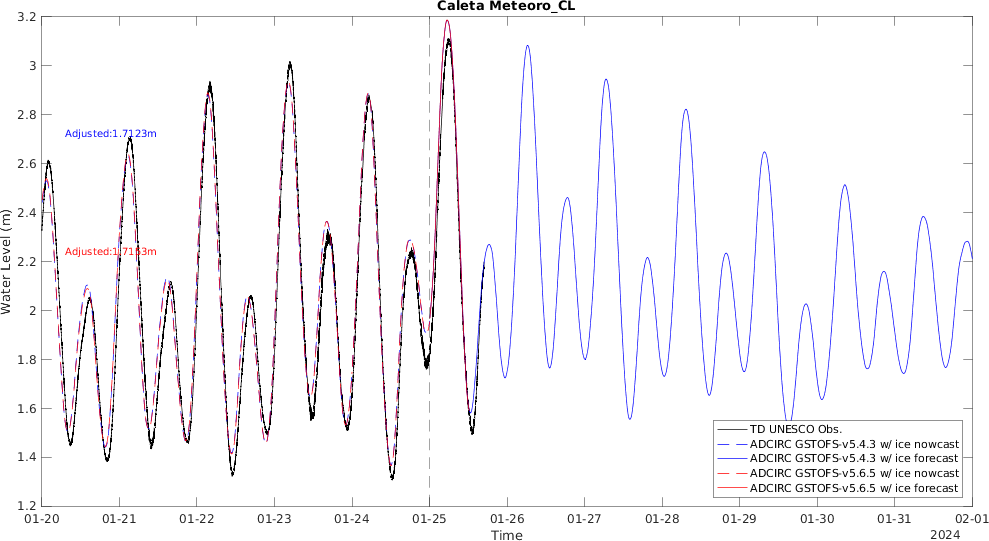 Caleta Meteoro_CL
3.2
3
2.8
2.6
2.4
2.2
2
1.8
1.6
1.4
1.2
Water Level (m)
Adjusted:1.7123m
Adjusted:1.7153m
TD UNESCO Obs.
ADCIRC GSTOFS-v5.4.3 w/ ice nowcast
ADCIRC GSTOFS-v5.4.3 w/ ice forecast
ADCIRC GSTOFS-v5.6.5 w/ ice nowcast
ADCIRC GSTOFS-v5.6.5 w/ ice forecast
01-20 01-21 01-22 01-23 01-24 01-25 01-26 01-27 01-28 01-29 01-30 01-31 02-01
Time
2024